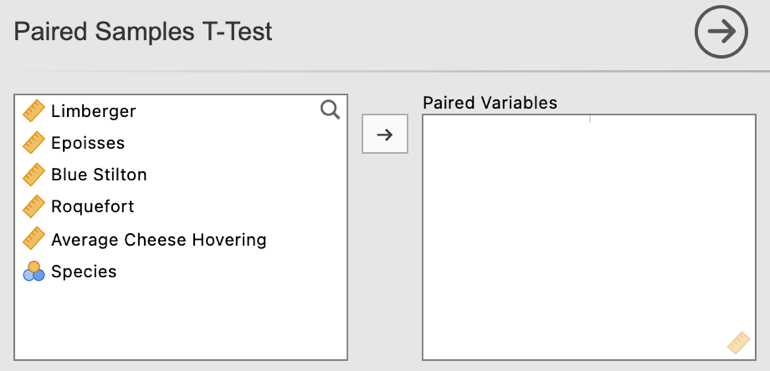 Paired Samples T-Test
Limberger
Epoisses
Blue Stilton
Roquefort
Average Cheese Hovering
Species
Paired Variables